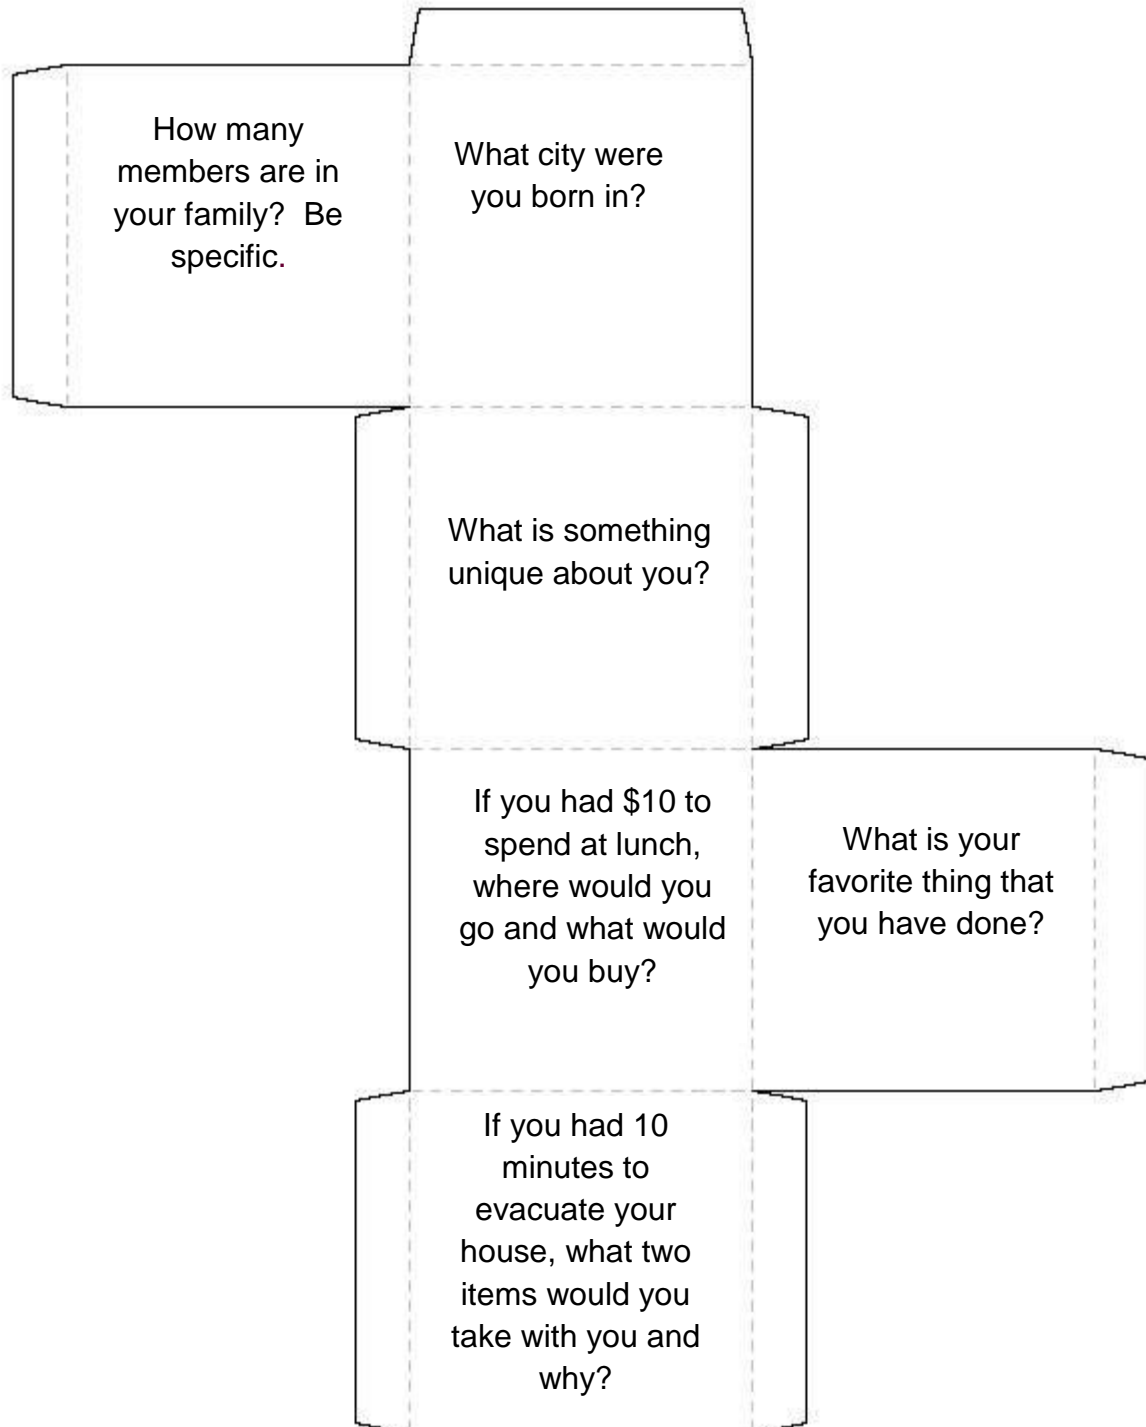 How many
members are in
your family?  Be
specific.
What city were
you born in?
What is something
unique about you?
If you had $10 to
spend at lunch,
where would you
go and what would
you buy?
What is your
favorite thing that
you have done?
If you had 10
minutes to
evacuate your
house, what two
items would you
take with you and
why?